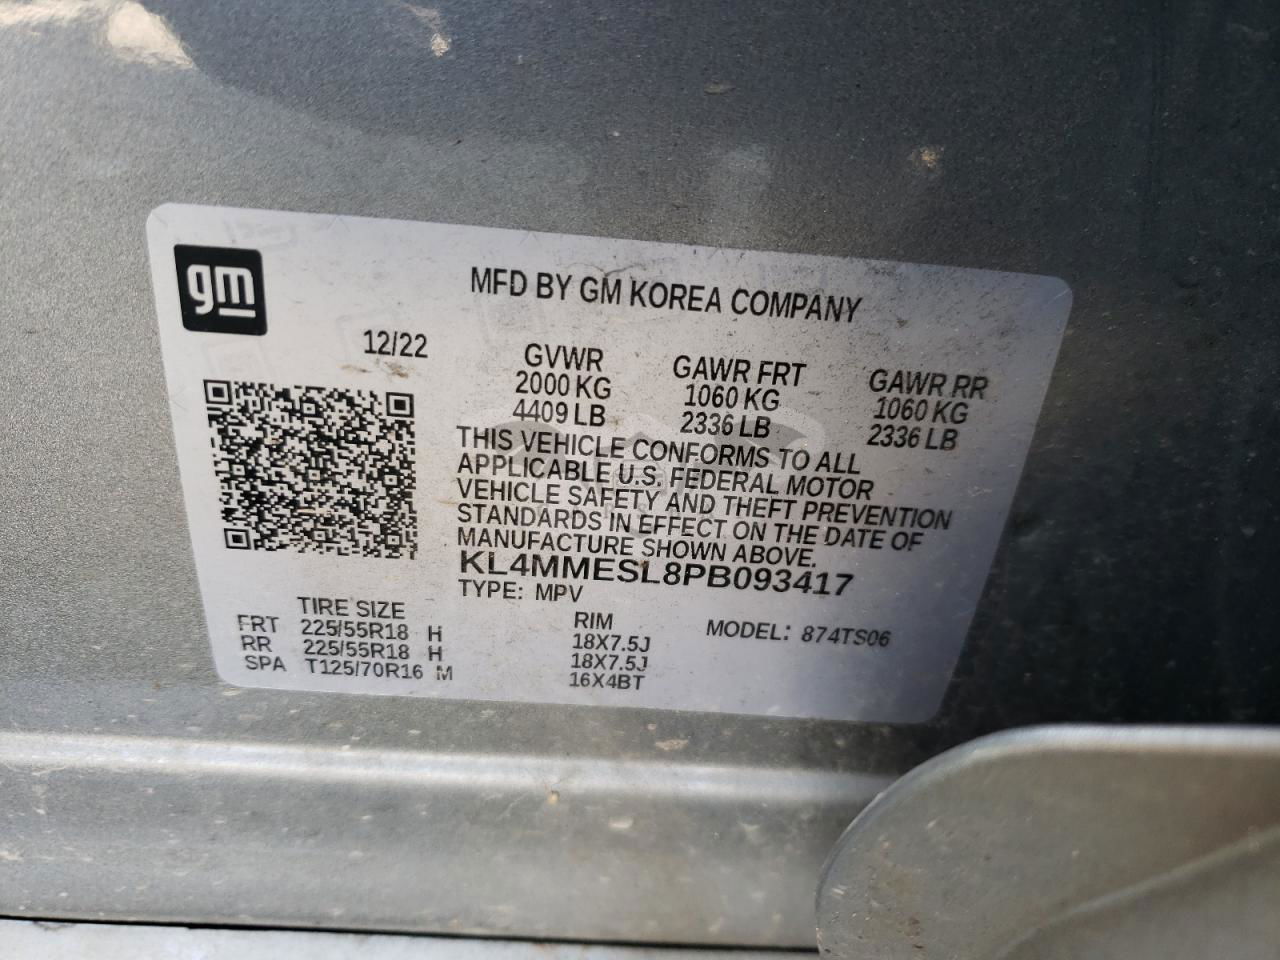 gm
MFD BY GM KOREA COMPANY
12/22
GVWR GAWR FRT GAWR RR
2000 KG 1060 KG 1060 KG
4409 LB 2336 LB 2336 LB
THIS VEHICLE CONFORMS TO ALL
APPLICABLE U.S. FEDERAL MOTOR
VEHICLE SAFETY AND THEFT PREVENTION
STANDARDS IN EFFECT ON THE DATE OF
MANUFACTURE SHOWN ABOVE.
KL4MMESL8PB093417
TYPE: MPV
TIRE SIZE RIM MODEL: 874TS06
FRT 225/55R18 H 18X7.5J
RR 225/55R18 H 18X7.5J
SPA T125/70R16 M 16X4BT